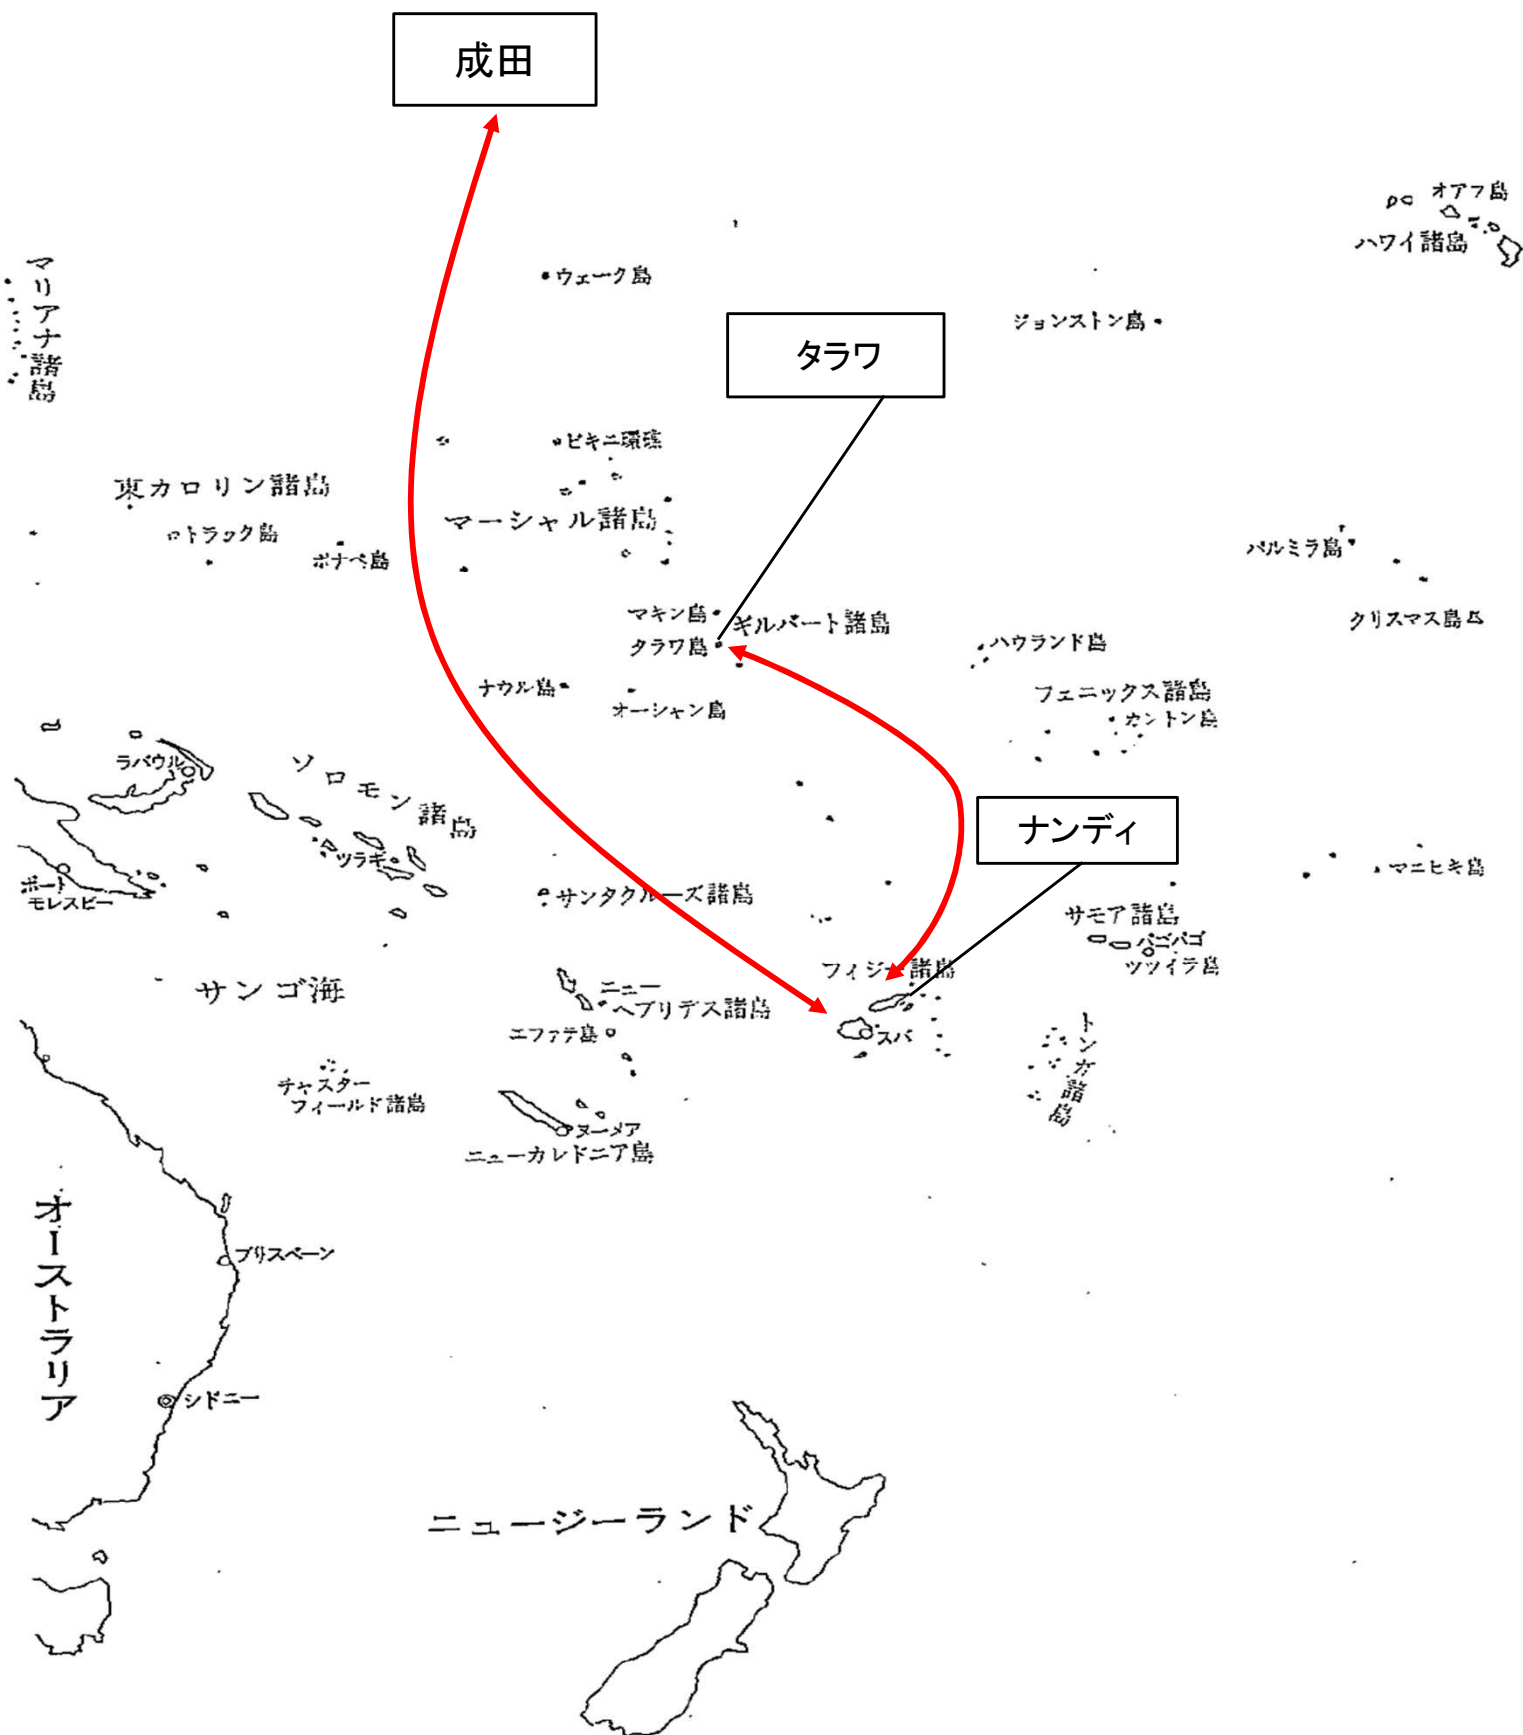 成田
オアフ島
ハワイ諸島
マリアナ諸島
ウェーク島
ジョンストン島
タラワ
ビキニ環礁
東カロリン諸島
マーシャル諸島
トラック島
ポナペ島
パルミラ島
マキン島
ギルバート諸島
クリスマス島
タラワ島
ハウランド島
ナウル島
オーシャン島
フェニックス諸島
カントン島
ラバウル
ソロモン諸島
ナンディ
ツラギ
ポート
モレスビー
サンタクルーズ諸島
マニヒキ島
サモア諸島
パゴパゴ
ツツイラ島
フィジー諸島
サンゴ海
ニュー
ヘブリデス諸島
エファテ島
スバ
トンガ諸島
チェスター
フィールド諸島
ヌーメア
ニューカレドニア島
オーストラリア
ブリスベーン
シドニー
ニュージーランド